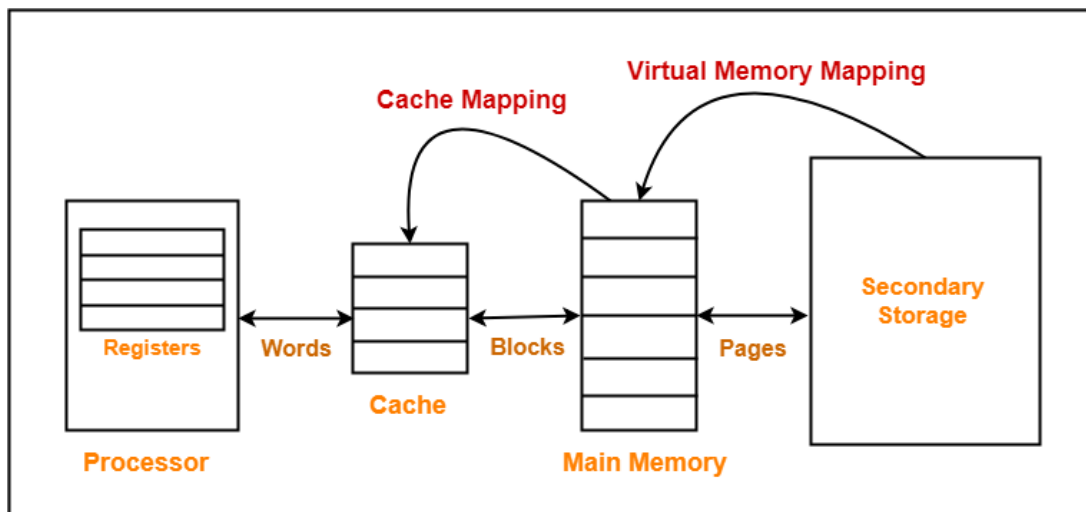 Virtual Memory Mapping
Cache Mapping
Secondary
Storage
Registers
Words
Blocks
Pages
Cache
Processor
Main Memory